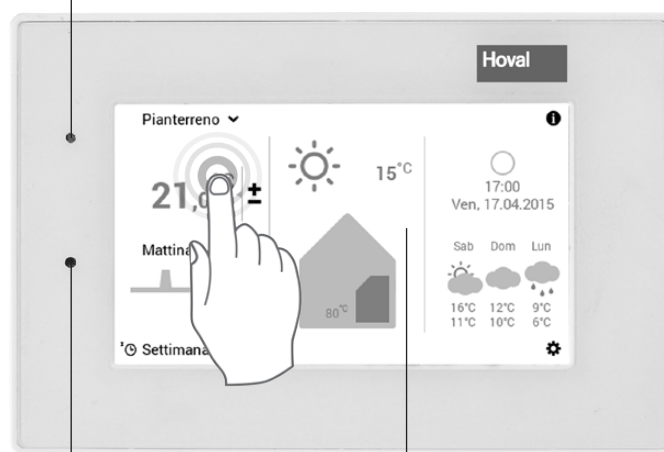 Hoval
Pianterreno
21,0
±
15°C
17:00
Ven, 17.04.2015
Mattina
80°C
Sab Dom Lun
16°C 12°C 9°C
11°C 10°C 6°C
Settimana